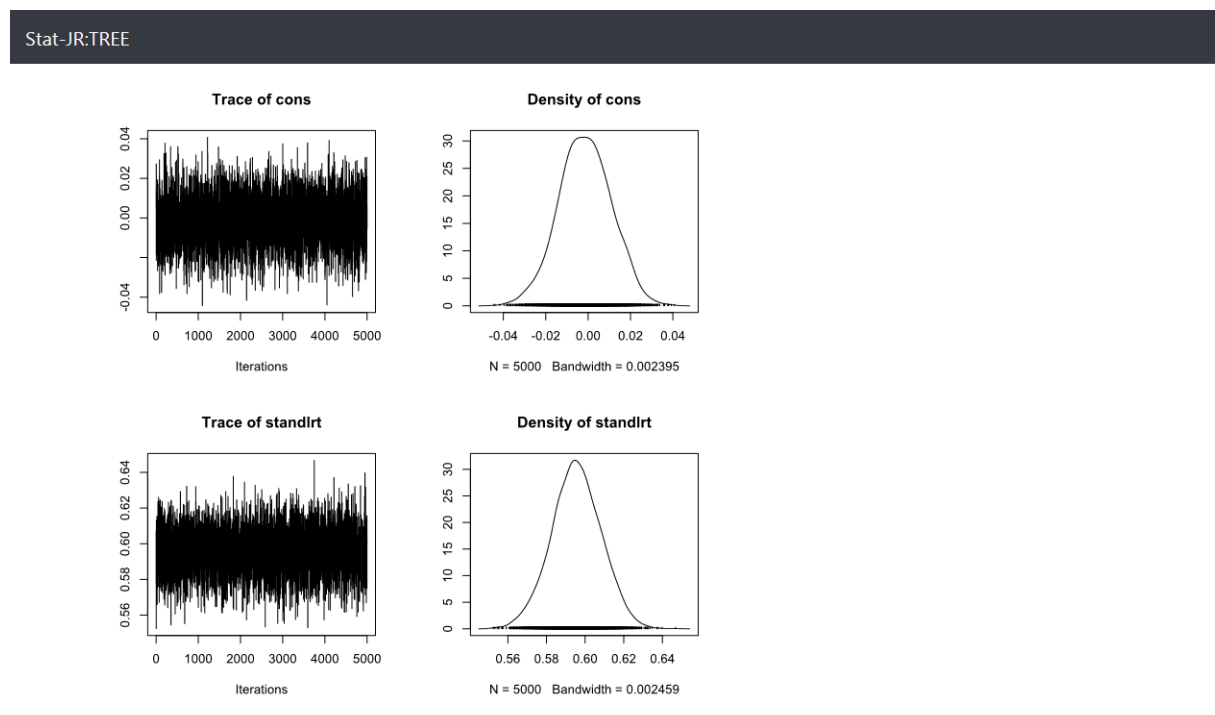 Stat-JR:TREE
Trace of cons
0.04
0.02
0.00
-0.04
0 1000 2000 3000 4000 5000
Iterations
Density of cons
30
25
20
15
10
5
0
-0.04 -0.02 0.00 0.02 0.04
N = 5000 Bandwidth = 0.002395
Trace of standlrt
0.64
0.62
0.60
0.58
0.56
0 1000 2000 3000 4000 5000
Iterations
Density of standlrt
30
25
20
15
10
5
0
0.56 0.58 0.60 0.62 0.64
N = 5000 Bandwidth = 0.002459